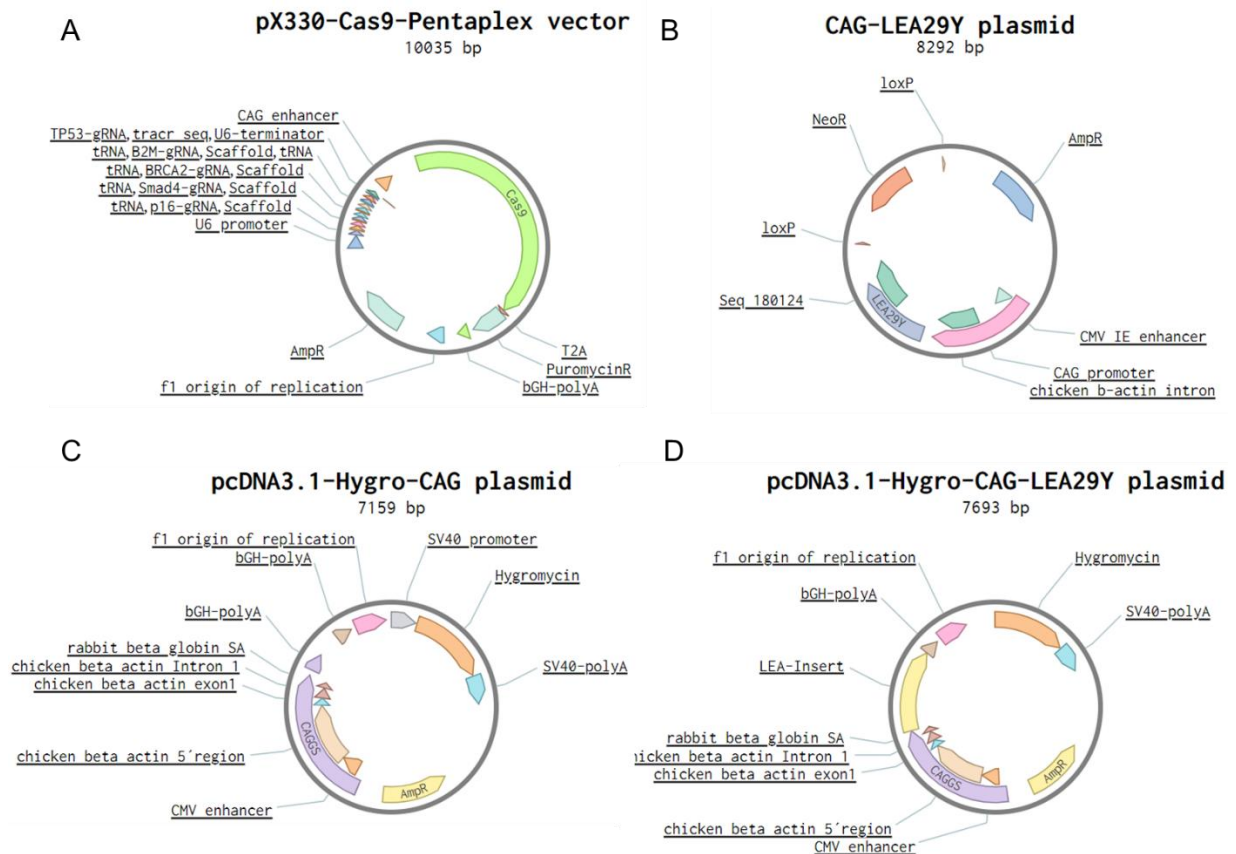 A
pX330-Cas9-Pentaplex vector
10035 bp
CAG enhancer
TP53-gRNA, tracr seq, U6-terminator
tRNA, B2M-gRNA, Scaffold, tRNA
tRNA, BRCA2-gRNA, Scaffold
tRNA, Smad4-gRNA, Scaffold
tRNA, p16-gRNA, Scaffold
U6 promoter
Cas9
AmpR
f1 origin of replication
T2A
PuromycinR
bGH-polyA
B
CAG-LEA29Y plasmid
8292 bp
loxP
NeoR
AmpR
loxP
Seq 180124
LEA29Y
CMV IE enhancer
CAG promoter
chicken b-actin intron
C
pcDNA3.1-Hygro-CAG plasmid
7159 bp
f1 origin of replication
SV40 promoter
bGH-polyA
Hygromycin
bGH-polyA
rabbit beta globin SA
chicken beta actin Intron 1
chicken beta actin exon1
SV40-polyA
CAGGS
chicken beta actin 5´region
AmpR
CMV enhancer
D
pcDNA3.1-Hygro-CAG-LEA29Y plasmid
7693 bp
f1 origin of replication
Hygromycin
bGH-polyA
SV40-polyA
LEA-Insert
rabbit beta globin SA
chicken beta actin Intron 1
chicken beta actin exon1
CAGGS
AmpR
chicken beta actin 5´region
CMV enhancer